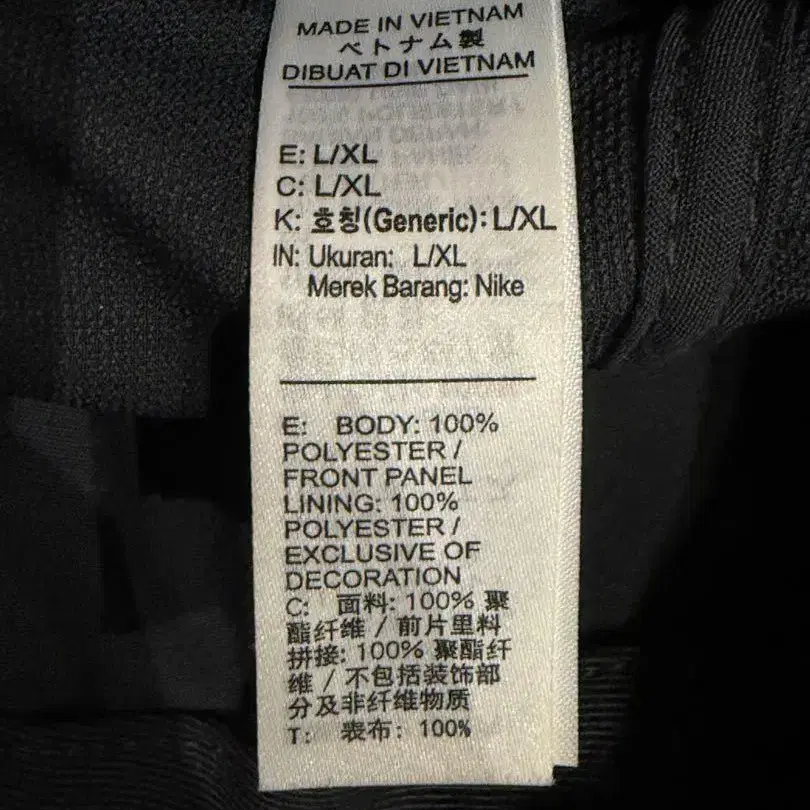 MADE IN VIETNAM
ベトナム製
DIBUAT DI VIETNAM
E: L/XL
C: L/XL
K: 호칭(Generic): L/XL
IN: Ukuran: L/XL
Merek Barang: Nike
E: BODY: 100%
POLYESTER /
FRONT PANEL
LINING: 100%
POLYESTER /
EXCLUSIVE OF
DECORATION
C: 面料: 100% 聚
酯纤维 / 前片里料
拼接: 100% 聚酯纤
维 / 不包括装饰部
分及非纤维物质
T: 表布: 100%